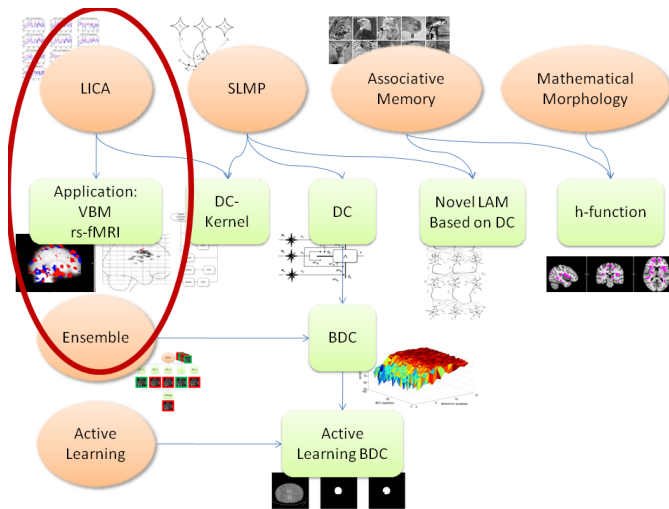 LICA
SLMP
Associative
Memory
Mathematical
Morphology
Application:
VBM
rs-fMRI
DC-
Kernel
DC
Novel LAM
Based on DC
h-function
Ensemble
BDC
Active
Learning
Active
Learning BDC